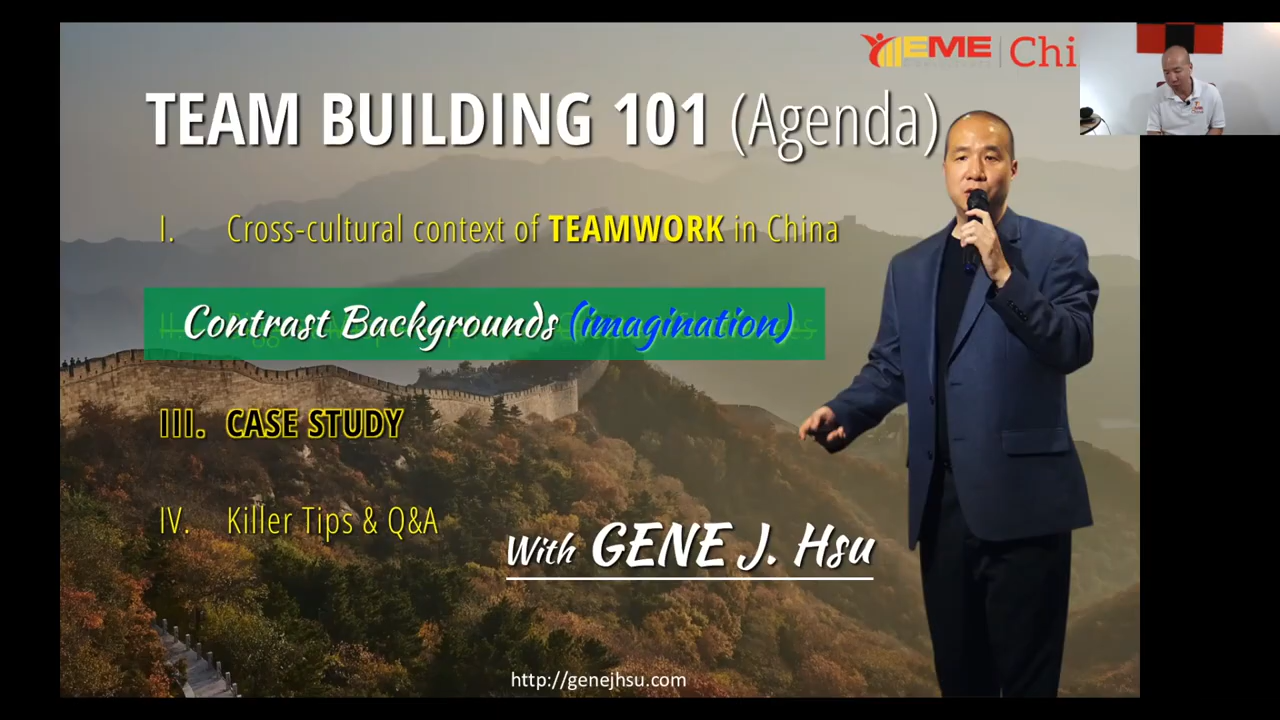 EME | Chi
TEAM BUILDING 101 (Agenda)
I. Cross-cultural context of TEAMWORK in China
Contrast Backgrounds (imagination)
III. CASE STUDY
IV. Killer Tips & Q&A
With GENE J. Hsu
http://genejhsu.com